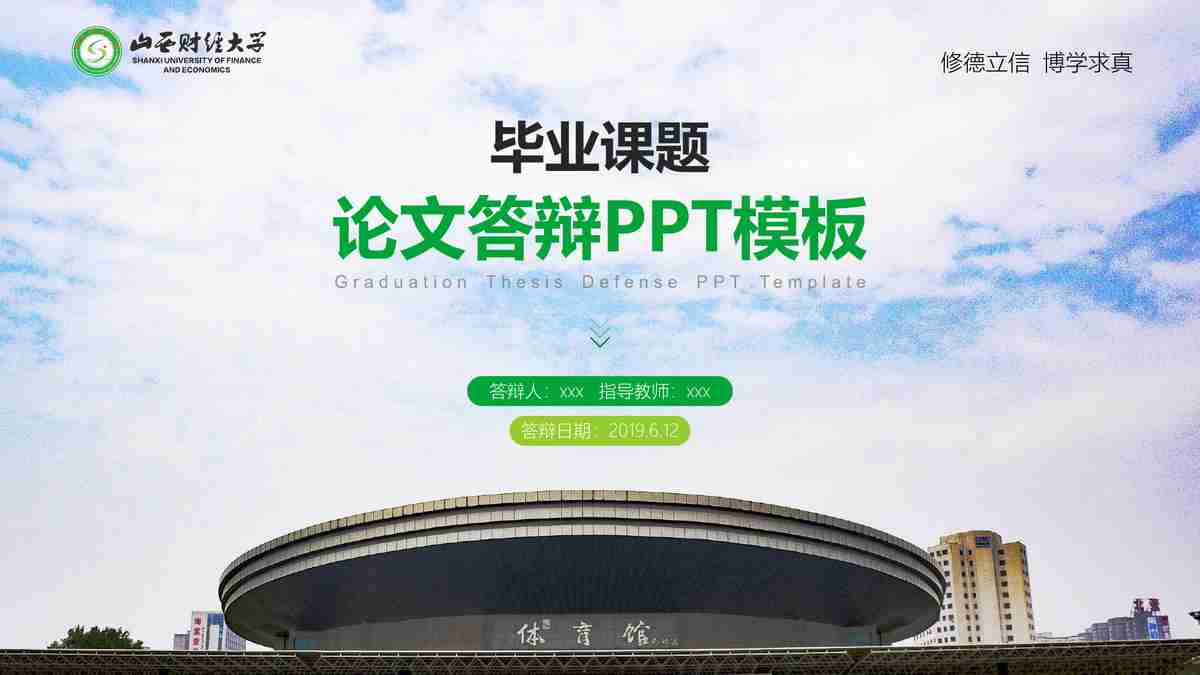 山西财经大学
SHANXI UNIVERSITY OF FINANCE
AND ECONOMICS
修德立信 博学求真
毕业课题
论文答辩PPT模板
Graduation Thesis Defense PPT Template
答辩人：xxx 指导教师：xxx
答辩日期：2019.6.12
体育馆